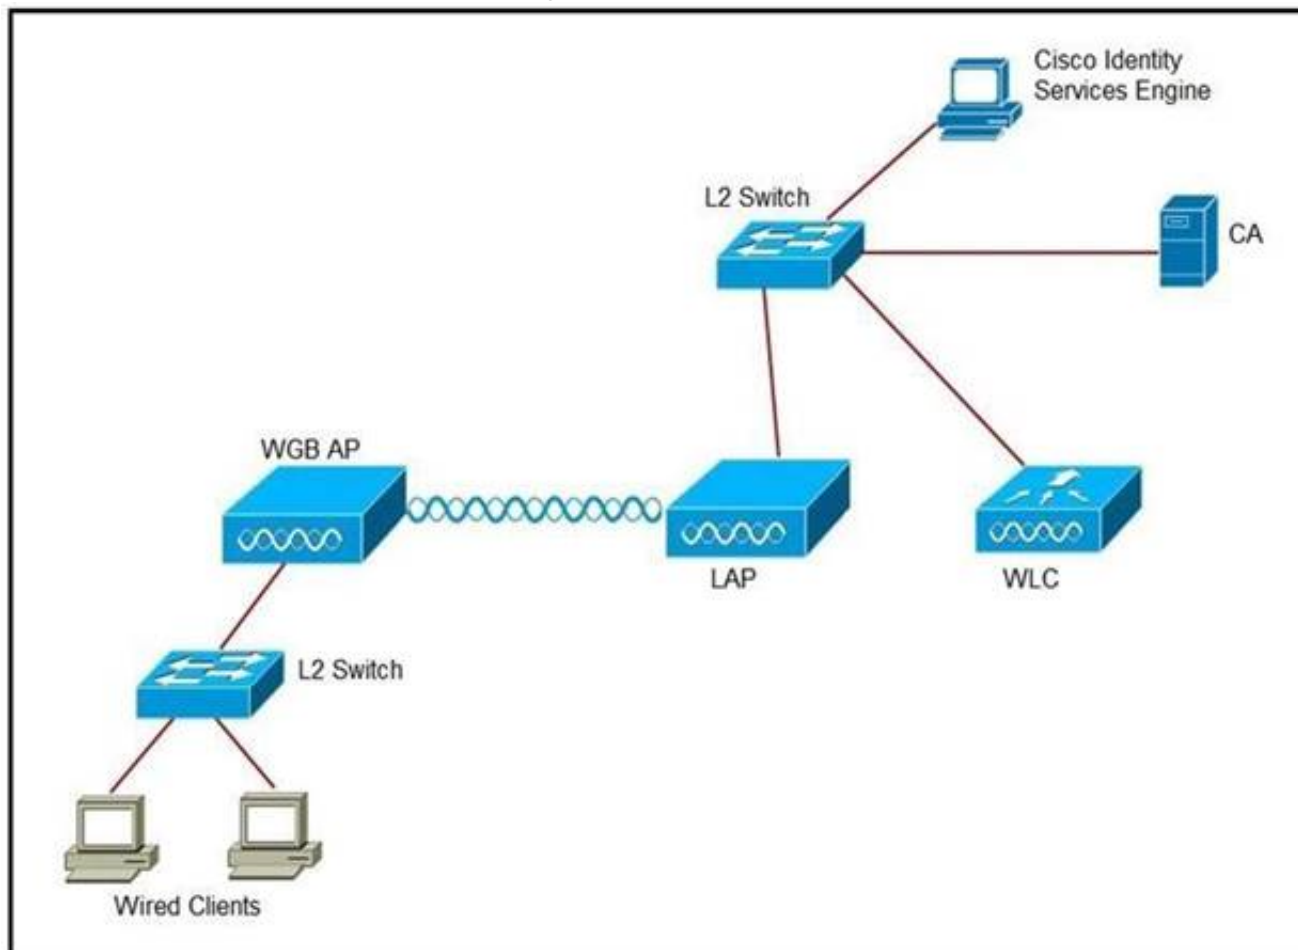 Cisco Identity
Services Engine
L2 Switch
CA
WGB AP
LAP
WLC
L2 Switch
Wired Clients